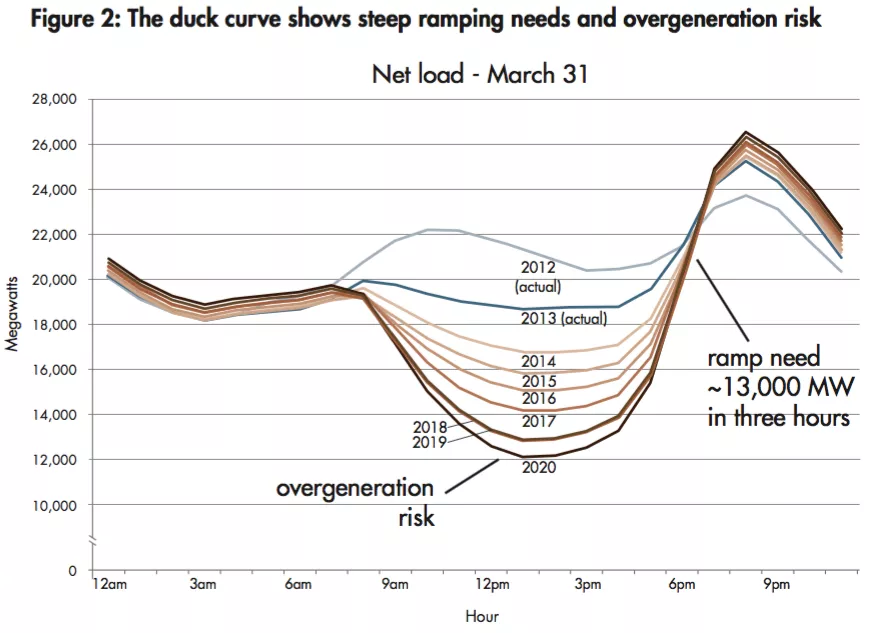 Figure 2: The duck curve shows steep ramping needs and overgeneration risk
Net load - March 31
28,000
26,000
24,000
22,000
20,000
18,000
16,000
14,000
12,000
10,000
0
Megawatts
2012
(actual)
2013 (actual)
2014
2015
2016
2017
2018
2019
2020
ramp need
~13,000 MW
in three hours
overgeneration
risk
12am
3am
6am
9am
12pm
3pm
6pm
9pm
Hour